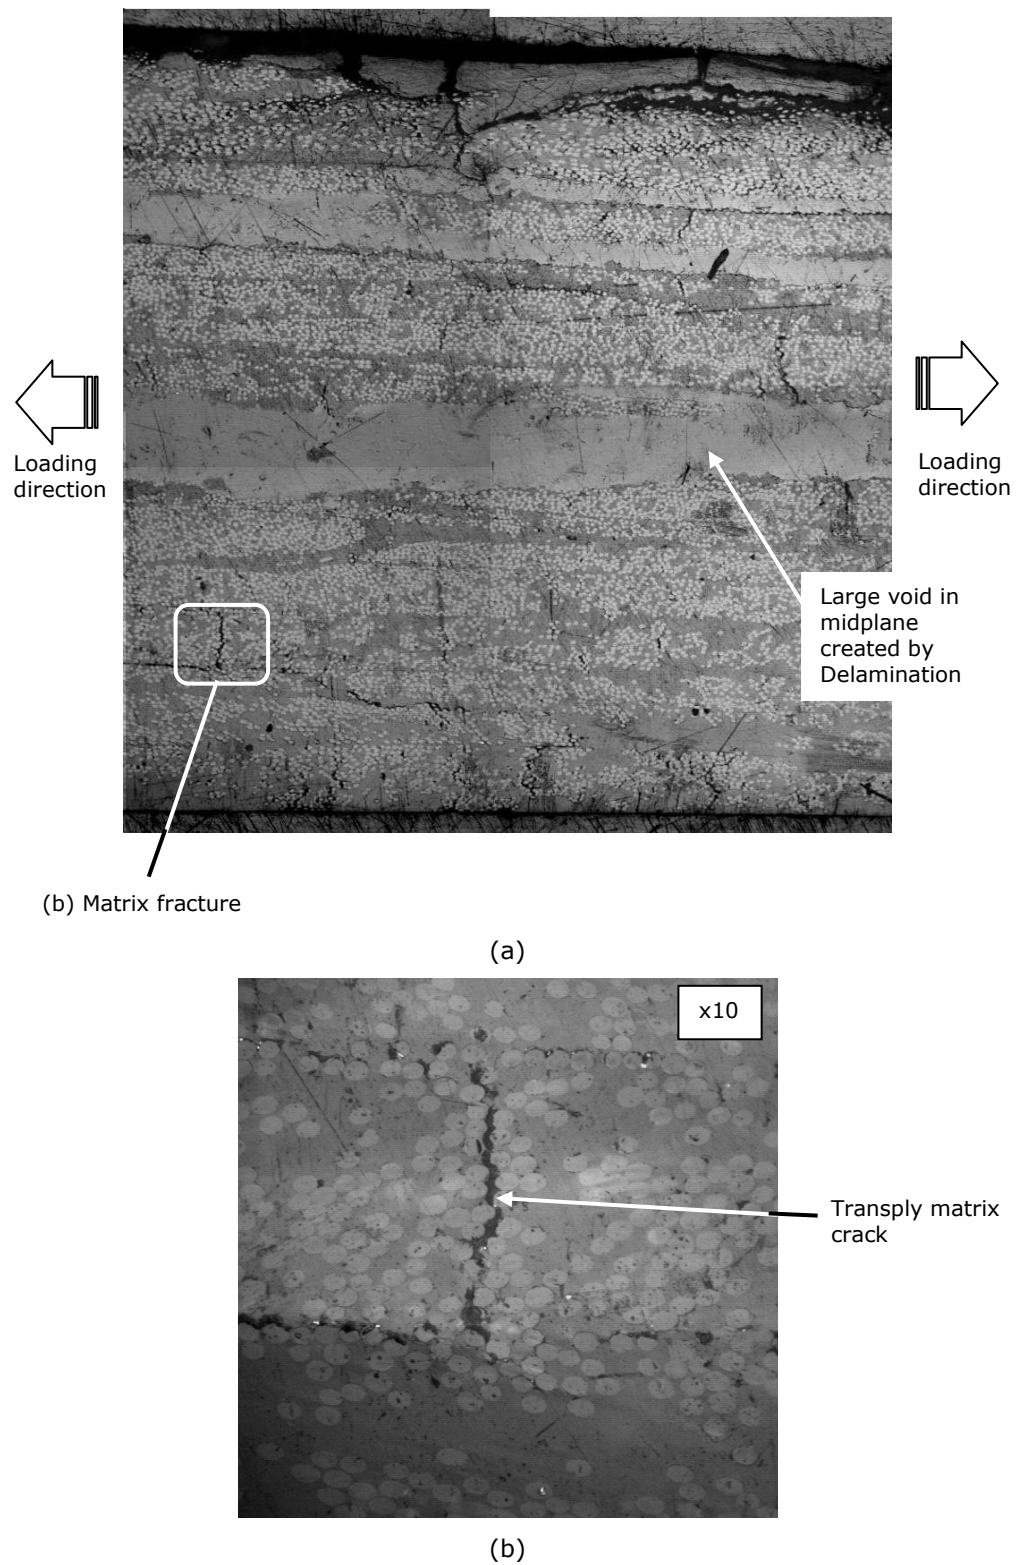 Loading
direction
Loading
direction
Large void in
midplane
created by
Delamination
(b) Matrix fracture
(a)
x10
Transply matrix
crack
(b)